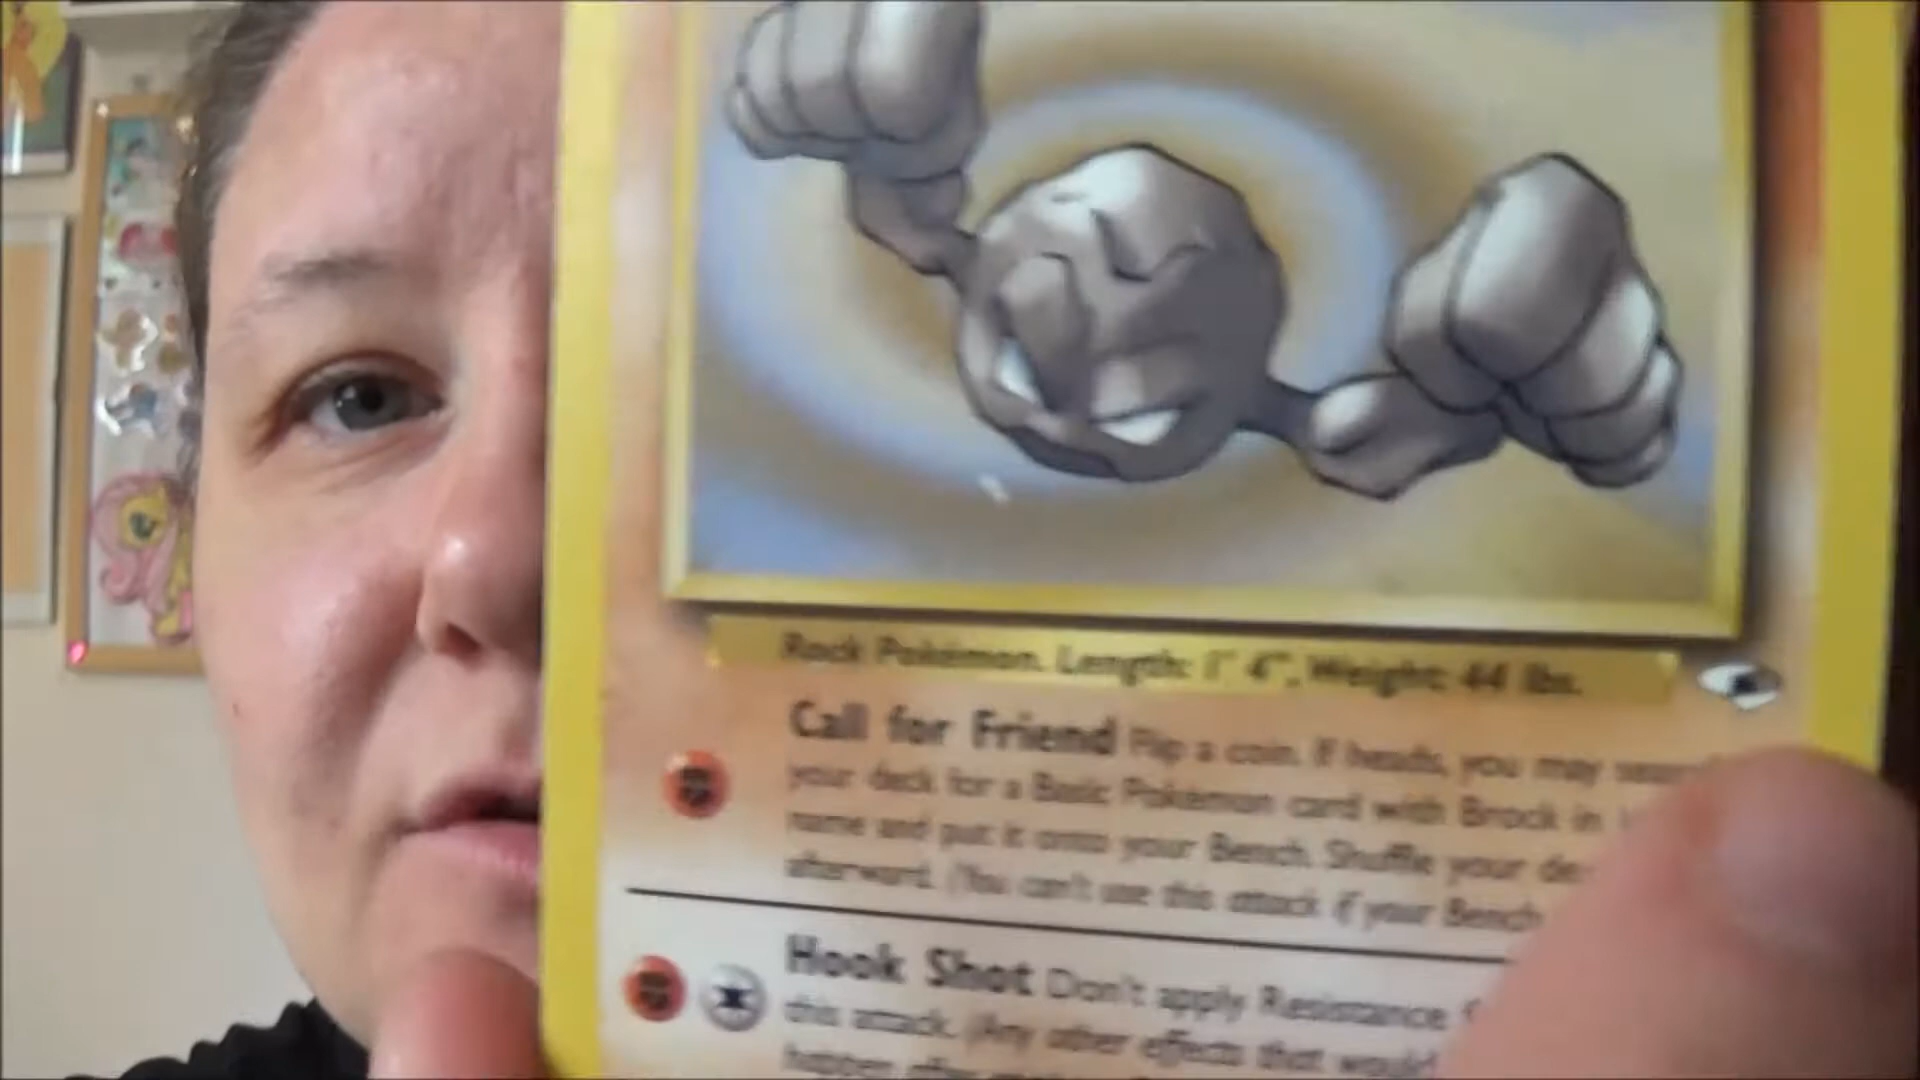 Rock Pokémon. Length: 1' 4", Weight: 44 lbs.
Call for Friend Flip a coin. If heads, you may
your deck for a Basic Pokémon card with Brock in
name and put it onto your Bench. Shuffle your
afterward. (You can't use this attack if your Bench
Hook Shot Don't apply Resistance
this attack. (Any other effects that would
happen after